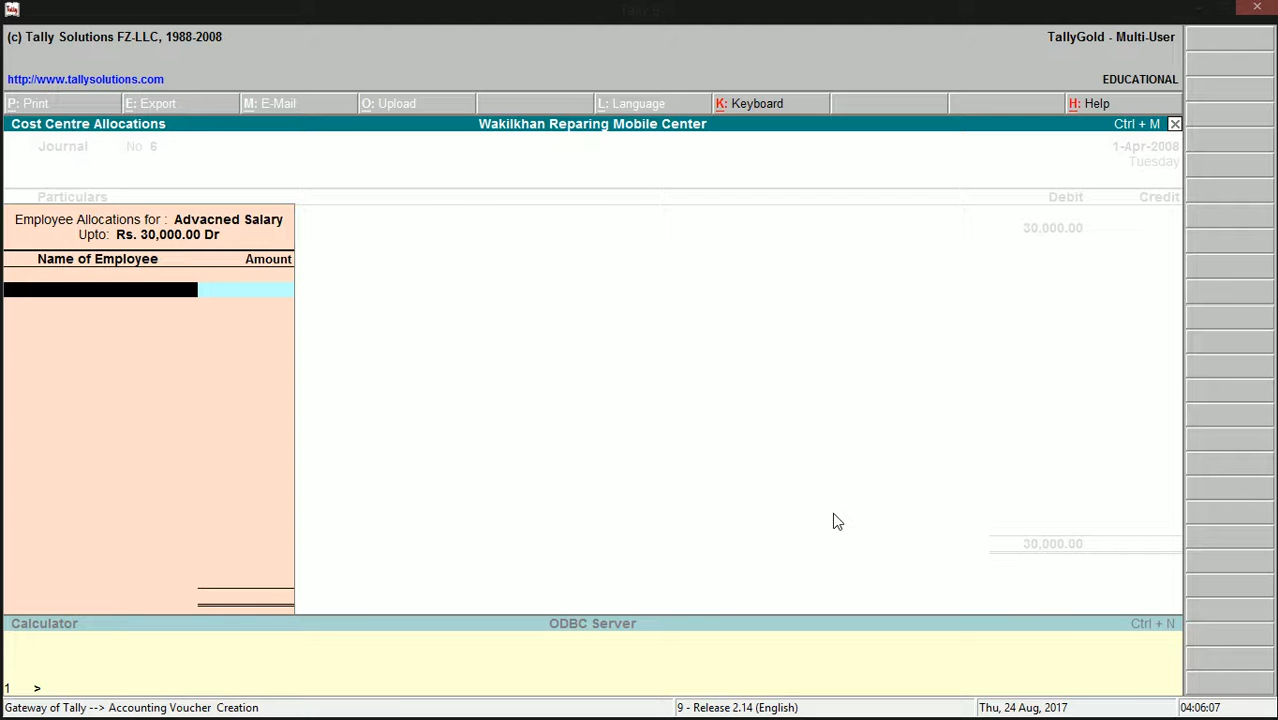 Tally 9
(c) Tally Solutions FZ-LLC, 1988-2008
TallyGold - Multi-User
http://www.tallysolutions.com
EDUCATIONAL
P: Print E: Export M: E-Mail O: Upload L: Language K: Keyboard H: Help
Cost Centre Allocations Wakilkhan Reparing Mobile Center Ctrl + M
Journal No 6 1-Apr-2008
Tuesday
Particulars Debit Credit
Employee Allocations for : Advacned Salary
Upto: Rs. 30,000.00 Dr
30,000.00
Name of Employee Amount
30,000.00
Calculator ODBC Server Ctrl + N
1 >
Gateway of Tally --> Accounting Voucher Creation 9 - Release 2.14 (English) Thu, 24 Aug, 2017 04:06:07